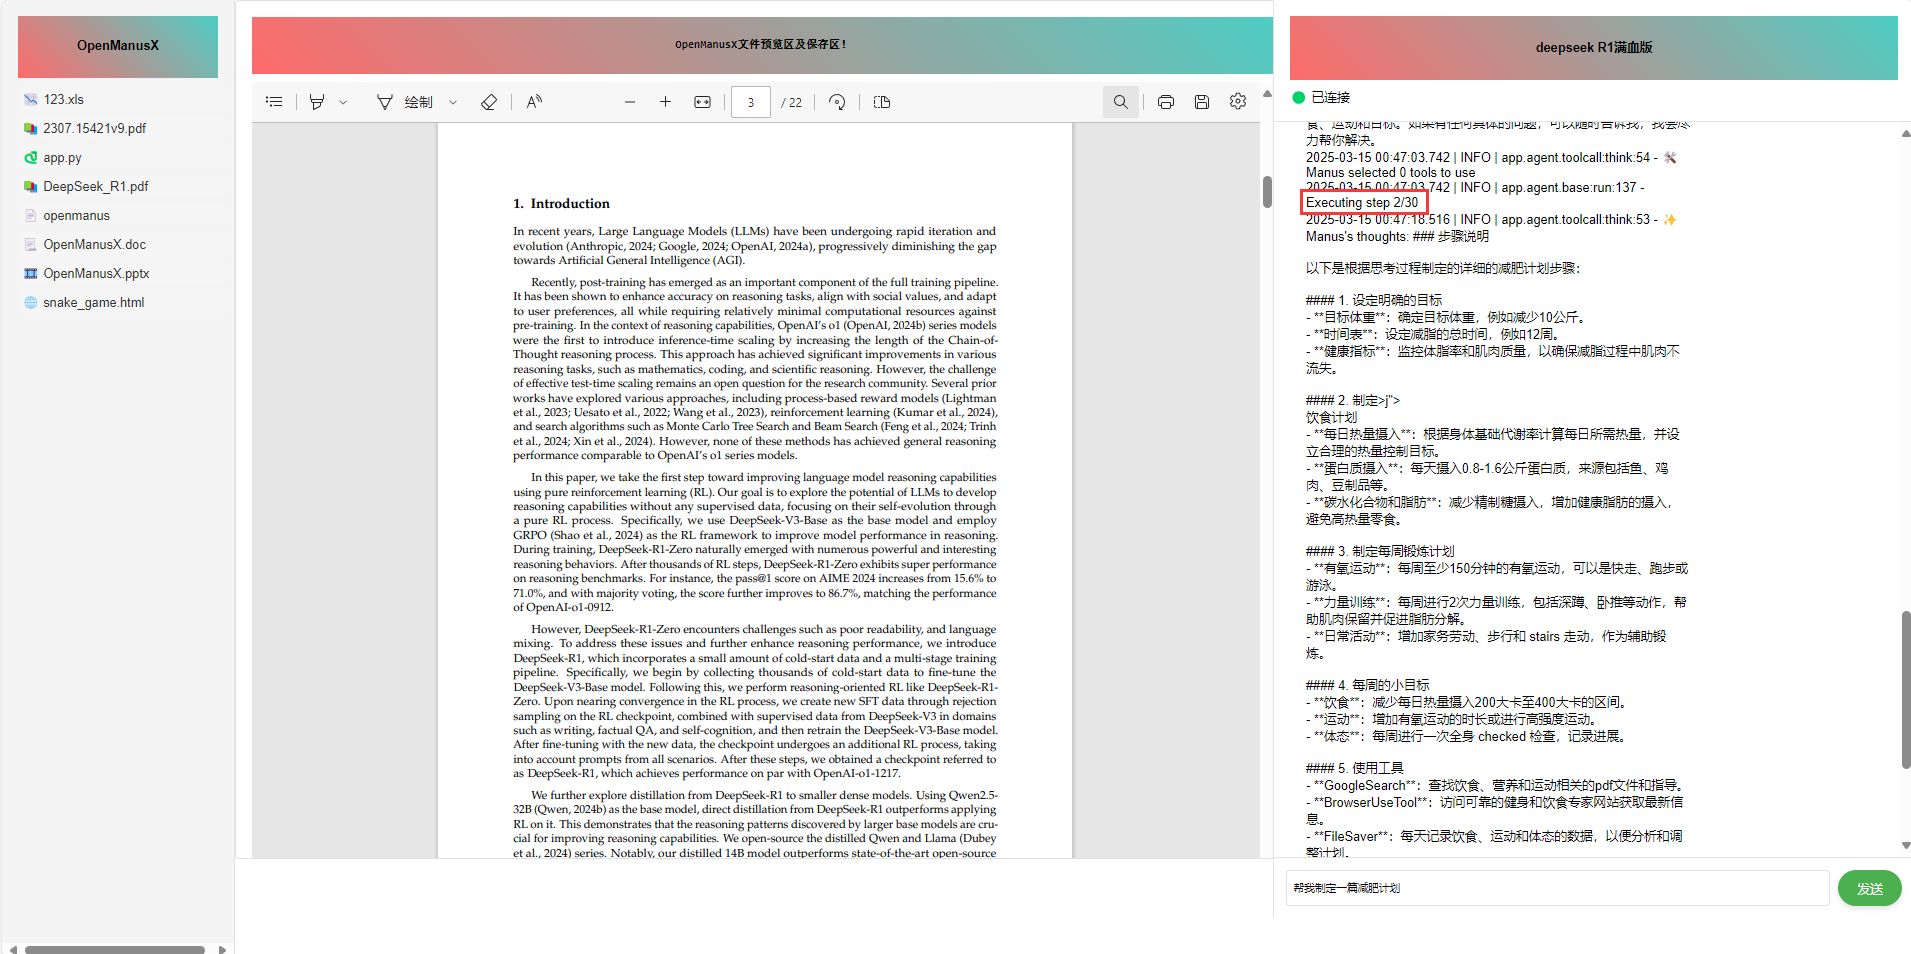 OpenManusX
123.xls
2307.15421v9.pdf
app.py
DeepSeek_R1.pdf
openmanus
OpenManusX.doc
OpenManusX.pptx
snake_game.html
OpenManusX文件预览区及保存区!
绘制
3 / 22
1. Introduction
In recent years, Large Language Models (LLMs) have been undergoing rapid iteration and
evolution (Anthropic, 2024; Google, 2024; OpenAI, 2024a), progressively diminishing the gap
towards Artificial General Intelligence (AGI).
Recently, post-training has emerged as an important component of the full training pipeline.
It has been shown to enhance accuracy on reasoning tasks, align with social values, and adapt
to user preferences, all while requiring relatively minimal computational resources against
pre-training. In the context of reasoning capabilities, OpenAI's o1 (OpenAI, 2024b) series models
were the first to introduce inference-time scaling by increasing the length of the Chain-of-
Thought reasoning process. This approach has achieved significant improvements in various
reasoning tasks, such as mathematics, coding, and scientific reasoning. However, the challenge
of effective test-time scaling remains an open question for the research community. Several prior
works have explored various approaches, including process-based reward models (Lightman
et al., 2023; Uesato et al., 2022; Wang et al., 2023), reinforcement learning (Kumar et al., 2024),
and search algorithms such as Monte Carlo Tree Search and Beam Search (Feng et al., 2024; Trinh
et al., 2024; Xin et al., 2024). However, none of these methods has achieved general reasoning
performance comparable to OpenAI's o1 series models.
In this paper, we take the first step toward improving language model reasoning capabilities
using pure reinforcement learning (RL). Our goal is to explore the potential of LLMs to develop
reasoning capabilities without any supervised data, focusing on their self-evolution through
a pure RL process. Specifically, we use DeepSeek-V3-Base as the base model and employ
GRPO (Shao et al., 2024) as the RL framework to improve model performance in reasoning.
During training, DeepSeek-R1-Zero naturally emerged with numerous powerful and interesting
reasoning behaviors. After thousands of RL steps, DeepSeek-R1-Zero exhibits super performance
on reasoning benchmarks. For instance, the pass@1 score on AIME 2024 increases from 15.6% to
71.0%, and with majority voting, the score further improves to 86.7%, matching the performance
of OpenAI-o1-0912.
However, DeepSeek-R1-Zero encounters challenges such as poor readability, and language
mixing. To address these issues and further enhance reasoning performance, we introduce
DeepSeek-R1, which incorporates a small amount of cold-start data and a multi-stage training
pipeline. Specifically, we begin by collecting thousands of cold-start data to fine-tune the
DeepSeek-V3-Base model. Following this, we perform reasoning-oriented RL like DeepSeek-R1-
Zero. Upon nearing convergence in the RL process, we create new SFT data through rejection
sampling on the RL checkpoint, combined with supervised data from DeepSeek-V3 in domains
such as writing, factual QA, and self-cognition, and then retrain the DeepSeek-V3-Base model.
After fine-tuning with the new data, the checkpoint undergoes an additional RL process, taking
into account prompts from all scenarios. After these steps, we obtained a checkpoint referred to
as DeepSeek-R1, which achieves performance on par with OpenAI-o1-1217.
We further explore distillation from DeepSeek-R1 to smaller dense models. Using Qwen2.5-
32B (Qwen, 2024b) as the base model, direct distillation from DeepSeek-R1 outperforms applying
RL on it. This demonstrates that the reasoning patterns discovered by larger base models are cru-
cial for improving reasoning capabilities. We open-source the distilled Qwen and Llama (Dubey
et al., 2024) series. Notably, our distilled 14B model outperforms state-of-the-art open-source
deepseek R1满血版
已连接
食、运动和目标。如果有任何具体的问题，可以随时告诉我，我会尽
力帮你解决。
2025-03-15 00:47:03.742 | INFO | app.agent.toolcall:think:54 - 🛠️
Manus selected 0 tools to use
2025-03-15 00:47:03.742 | INFO | app.agent.base:run:137 -
Executing step 2/30
2025-03-15 00:47:18.516 | INFO | app.agent.toolcall:think:53 - ✨
Manus's thoughts: ### 步骤说明
以下是根据思考过程制定的详细的减肥计划步骤：
#### 1. 设定明确的目标
- **目标体重**：确定目标体重，例如减少10公斤。
- **时间表**：设定减脂的总时间，例如12周。
- **健康指标**：监控体脂率和肌肉质量，以确保减脂过程中肌肉不
流失。
#### 2. 制定>j">
饮食计划
- **每日热量摄入**：根据身体基础代谢率计算每日所需热量，并设
立合理的热量控制目标。
- **蛋白质摄入**：每天摄入0.8-1.6公斤蛋白质，来源包括鱼、鸡
肉、豆制品等。
- **碳水化合物和脂肪**：减少精制糖摄入，增加健康脂肪的摄入，
避免高热量零食。
#### 3. 制定每周锻炼计划
- **有氧运动**：每周至少150分钟的有氧运动，可以是快走、跑步或
游泳。
- **力量训练**：每周进行2次力量训练，包括深蹲、卧推等动作，帮
助肌肉保留并促进脂肪分解。
- **日常活动**：增加家务劳动、步行和 stairs 走动，作为辅助锻
炼。
#### 4. 每周的小目标
- **饮食**：减少每日热量摄入200大卡至400大卡的区间。
- **运动**：增加有氧运动的时长或进行高强度运动。
- **体态**：每周进行一次全身 checked 检查，记录进展。
#### 5. 使用工具
- **GoogleSearch**：查找饮食、营养和运动相关的pdf文件和指导。
- **BrowserUseTool**：访问可靠的健身和饮食专家网站获取最新信
息。
- **FileSaver**：每天记录饮食、运动和体态的数据，以便分析和调
整计划。
帮我制定一篇减肥计划
发送